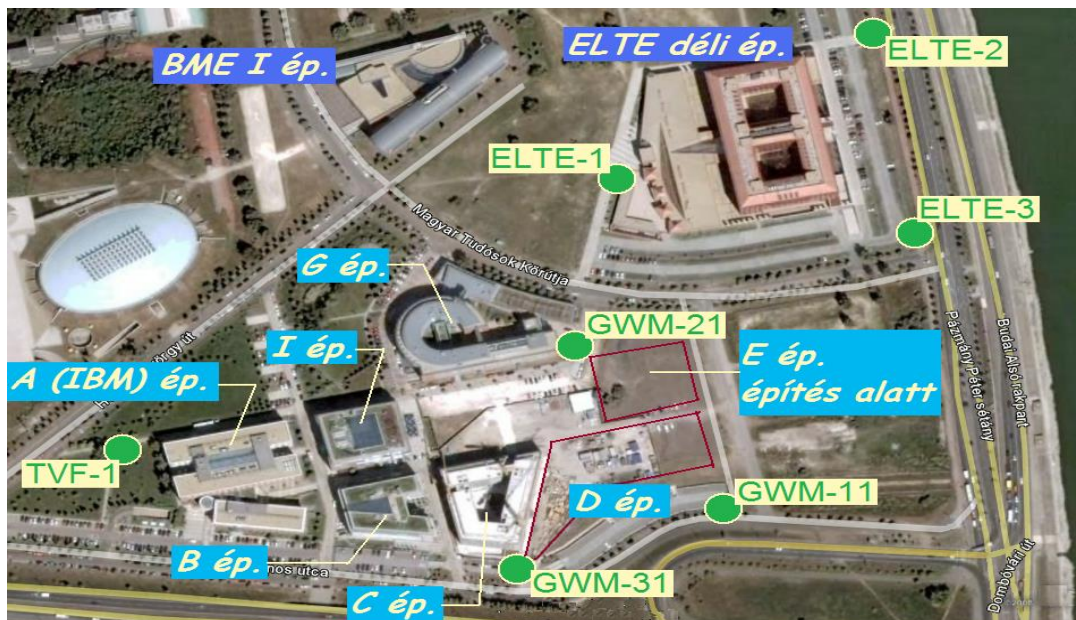 BME I ép.
ELTE déli ép.
ELTE-2
ELTE-1
ELTE-3
Magyar Tudósok Körútja
G ép.
GWM-21
I ép.
E ép.
építés alatt
A (IBM) ép.
Pázmány Péter sétány
Budai Alsó rakpart
TVF-1
D ép.
GWM-11
B ép.
nos utca
GWM-31
C ép.
Dombóvári út